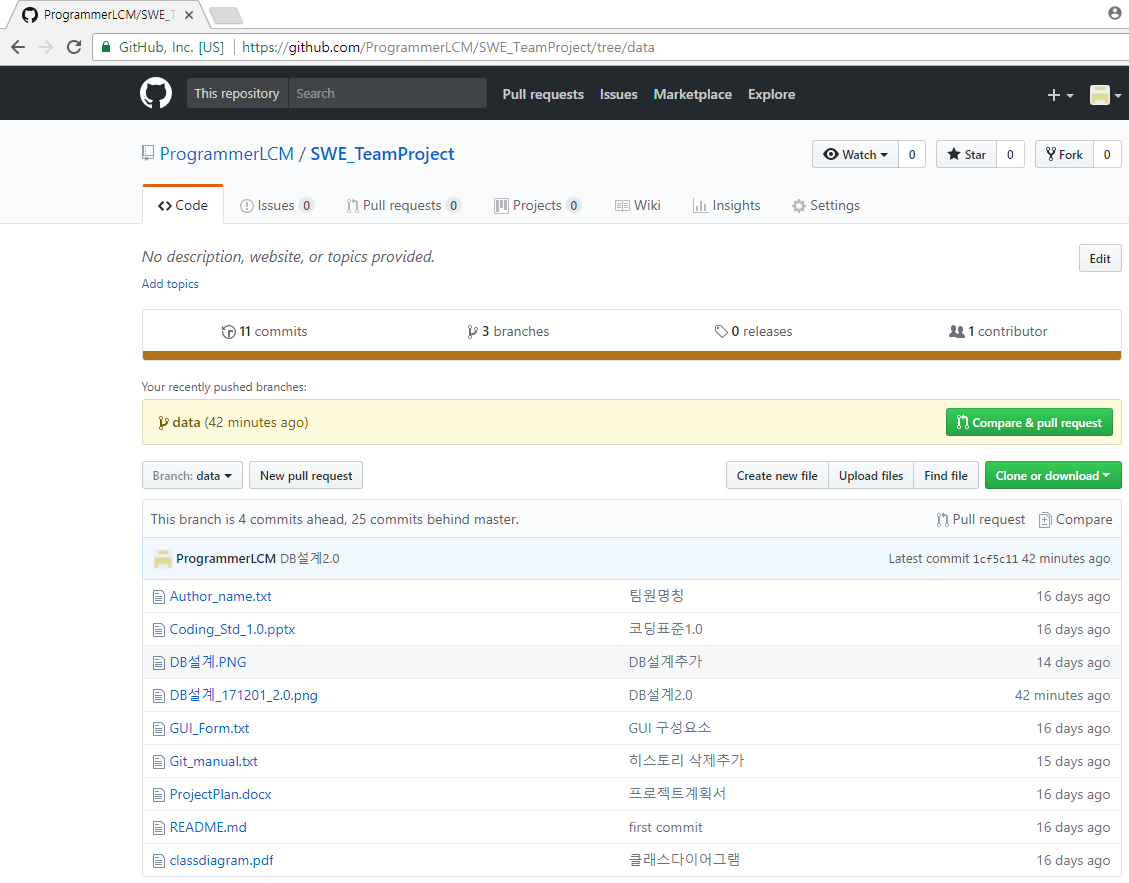 ProgrammerLCM/SWE_T
GitHub, Inc. [US] https://github.com/ProgrammerLCM/SWE_TeamProject/tree/data
This repository Search Pull requests Issues Marketplace Explore
ProgrammerLCM / SWE_TeamProject Watch 0 Star 0 Fork 0
Code Issues 0 Pull requests 0 Projects 0 Wiki Insights Settings
No description, website, or topics provided. Edit
Add topics
11 commits 3 branches 0 releases 1 contributor
Your recently pushed branches:
data (42 minutes ago) Compare & pull request
Branch: data New pull request Create new file Upload files Find file Clone or download
This branch is 4 commits ahead, 25 commits behind master. Pull request Compare
ProgrammerLCM DB설계2.0 Latest commit 1cf5c11 42 minutes ago
Author_name.txt 팀원명칭 16 days ago
Coding_Std_1.0.pptx 코딩표준1.0 16 days ago
DB설계.PNG DB설계추가 14 days ago
DB설계_171201_2.0.png DB설계2.0 42 minutes ago
GUI_Form.txt GUI 구성요소 16 days ago
Git_manual.txt 히스토리 삭제추가 15 days ago
ProjectPlan.docx 프로젝트계획서 16 days ago
README.md first commit 16 days ago
classdiagram.pdf 클래스다이어그램 16 days ago